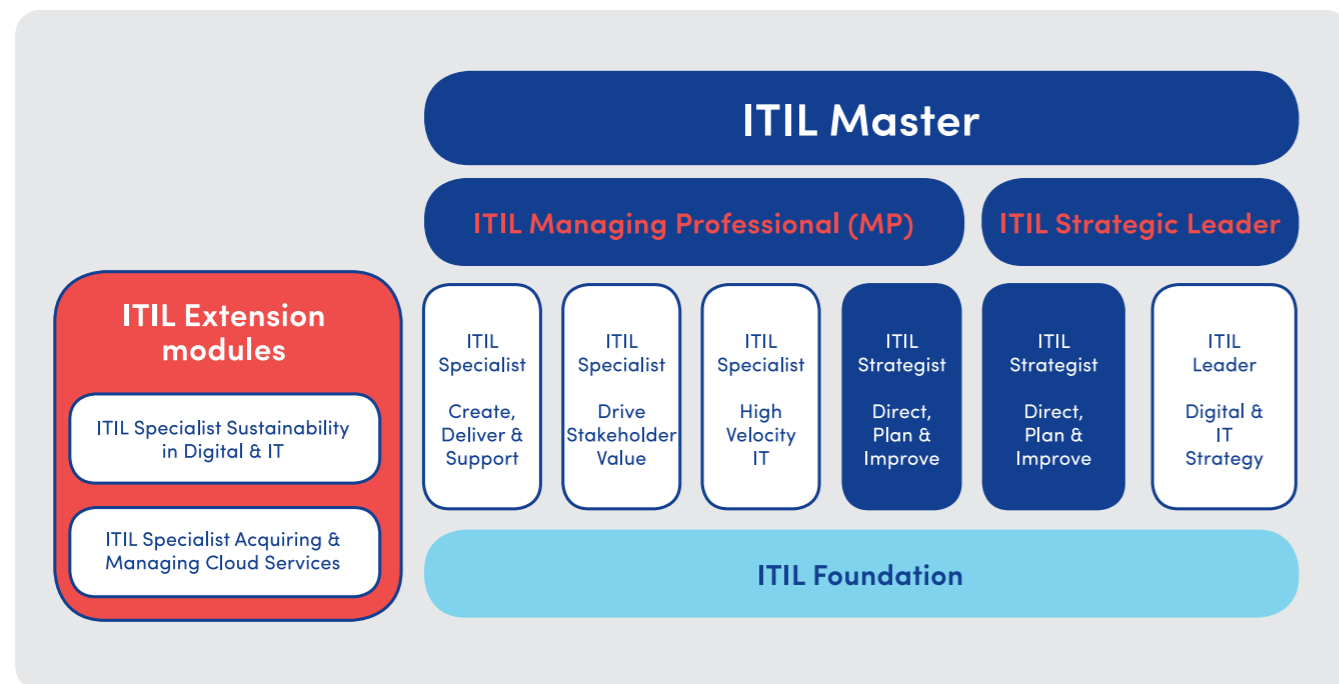 ITIL Master
ITIL Managing Professional (MP)
ITIL Strategic Leader
ITIL Extension
modules
ITIL Specialist Sustainability
in Digital & IT
ITIL Specialist Acquiring &
Managing Cloud Services
ITIL
Specialist
Create,
Deliver &
Support
ITIL
Specialist
Drive
Stakeholder
Value
ITIL
Specialist
High
Velocity
IT
ITIL
Strategist
Direct,
Plan &
Improve
ITIL
Strategist
Direct,
Plan &
Improve
ITIL
Leader
Digital &
IT
Strategy
ITIL Foundation